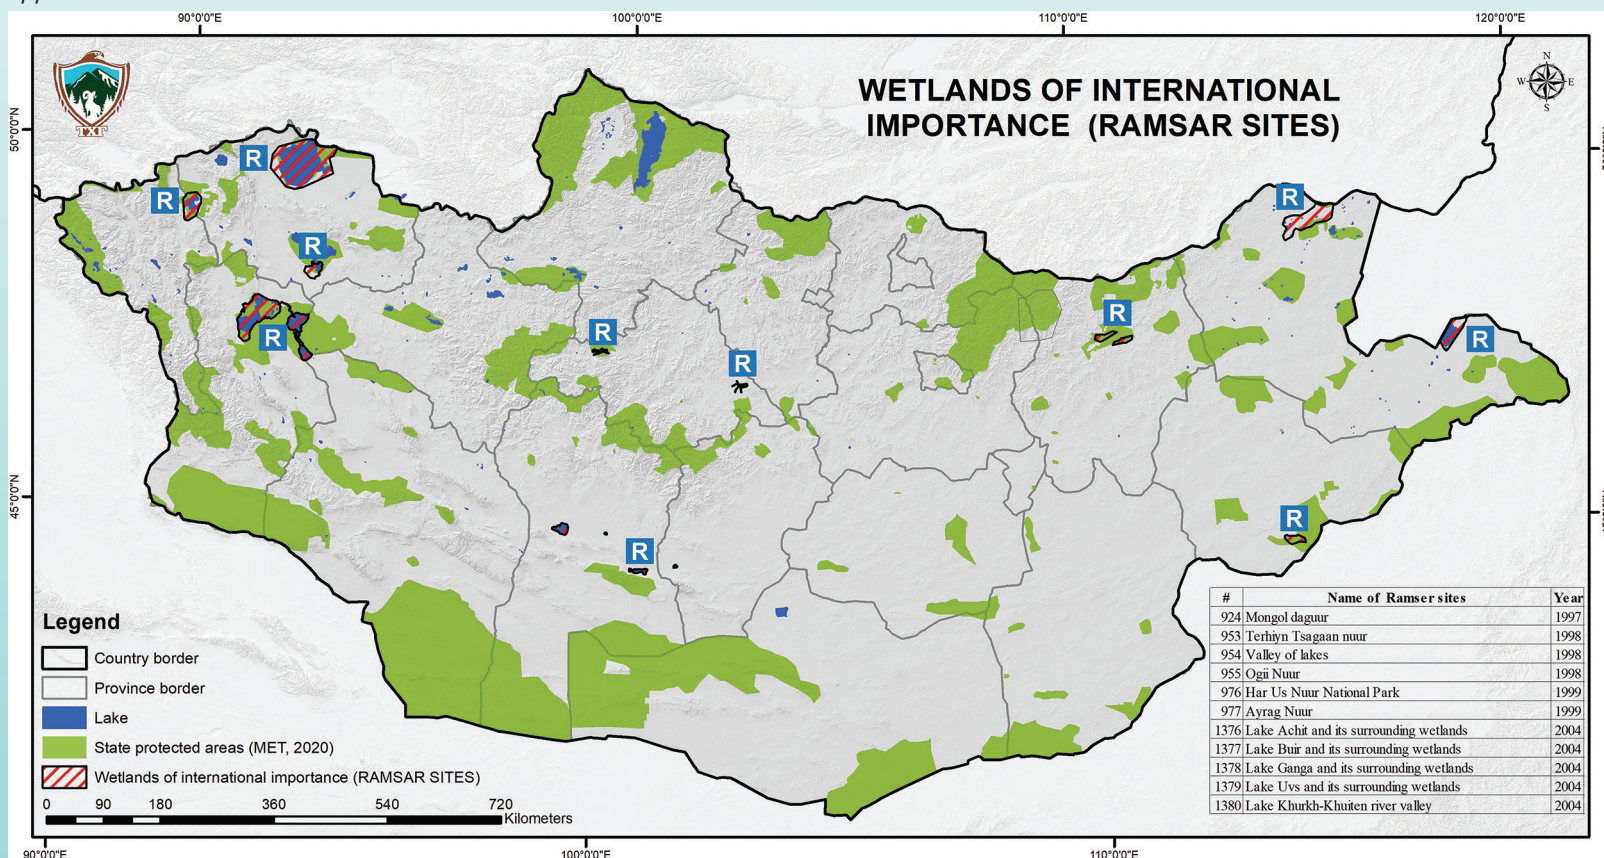 90°0'0"E 100°0'0"E 110°0'0"E 120°0'0"E
50°0'0"N
45°0'0"N
ТХГ
WETLANDS OF INTERNATIONAL
IMPORTANCE (RAMSAR SITES)
N
W E
S
R
R
R
R
R
R
R
R
R
R
R
Legend
Country border
Province border
Lake
State protected areas (MET, 2020)
Wetlands of international importance (RAMSAR SITES)
0 90 180 360 540 720
Kilometers
# Name of Ramser sites Year
924 Mongol daguur 1997
953 Terhiyn Tsagaan nuur 1998
954 Valley of lakes 1998
955 Ogii Nuur 1998
976 Har Us Nuur National Park 1999
977 Ayrag Nuur 1999
1376 Lake Achit and its surrounding wetlands 2004
1377 Lake Buir and its surrounding wetlands 2004
1378 Lake Ganga and its surrounding wetlands 2004
1379 Lake Uvs and its surrounding wetlands 2004
1380 Lake Khurkh-Khuiten river valley 2004
90°0'0"E 100°0'0"E 110°0'0"E